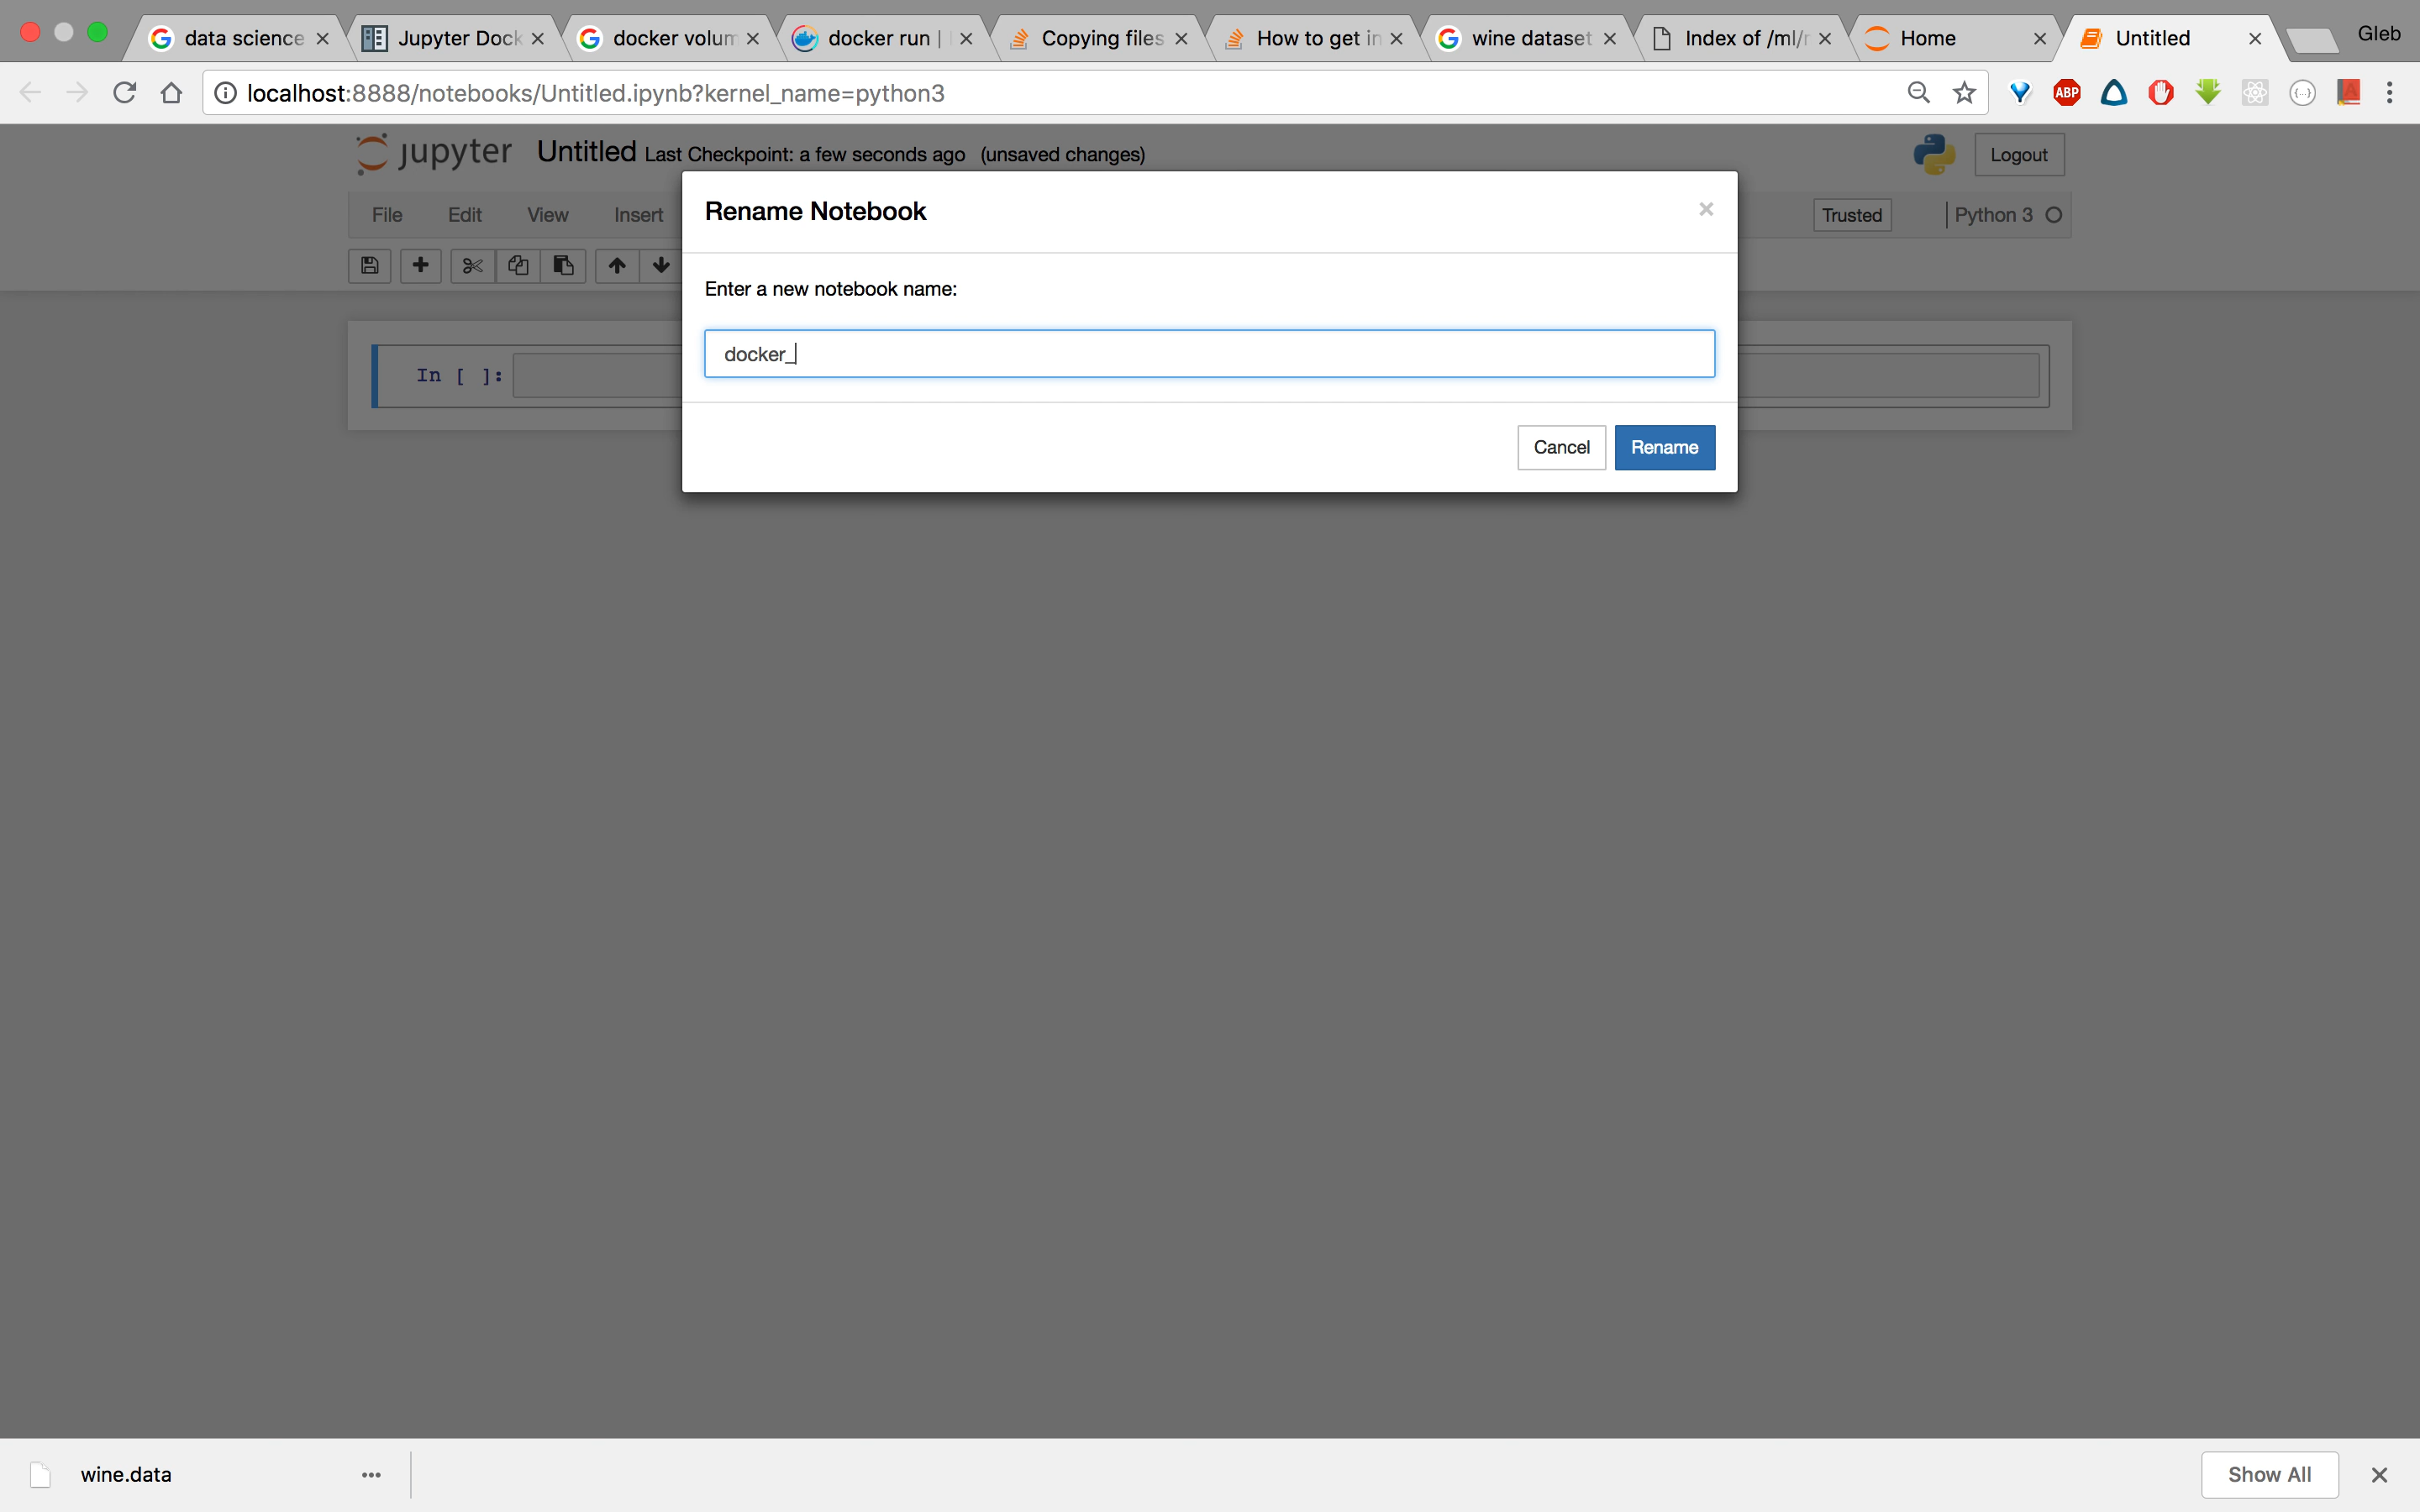 data science
Jupyter Dock
docker volum
docker run |
Copying files
How to get in
wine dataset
Index of /ml/
Home
Untitled
Gleb
localhost:8888/notebooks/Untitled.ipynb?kernel_name=python3
ABP
jupyter Untitled Last Checkpoint: a few seconds ago (unsaved changes)
Logout
File Edit View Insert
Trusted
Python 3
Rename Notebook
Enter a new notebook name:
docker_
In [ ]:
Cancel
Rename
wine.data
Show All